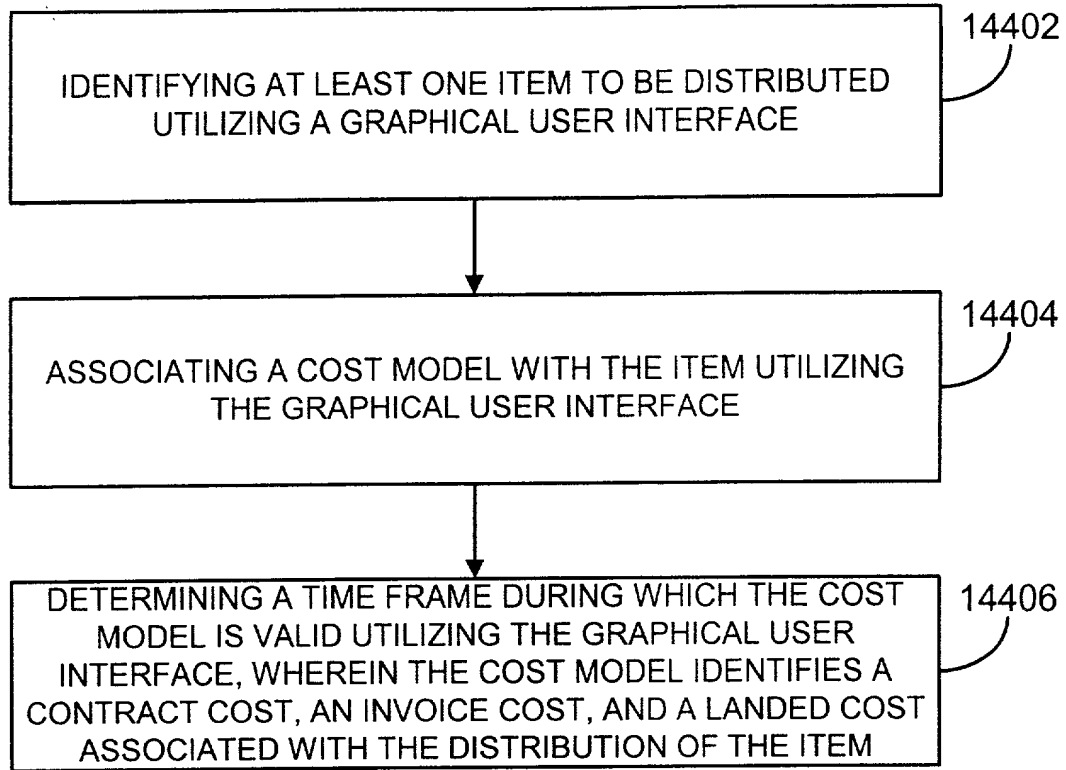 14402
IDENTIFYING AT LEAST ONE ITEM TO BE DISTRIBUTED
UTILIZING A GRAPHICAL USER INTERFACE
14404
ASSOCIATING A COST MODEL WITH THE ITEM UTILIZING
THE GRAPHICAL USER INTERFACE
14406
DETERMINING A TIME FRAME DURING WHICH THE COST
MODEL IS VALID UTILIZING THE GRAPHICAL USER
INTERFACE, WHEREIN THE COST MODEL IDENTIFIES A
CONTRACT COST, AN INVOICE COST, AND A LANDED COST
ASSOCIATED WITH THE DISTRIBUTION OF THE ITEM